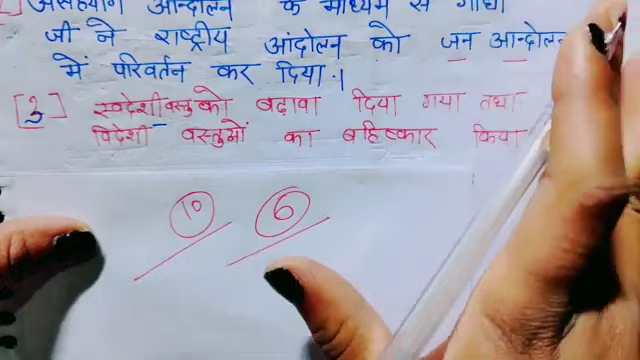 असहयोग आन्दोलन के माध्यम से गांधी
जी ने राष्ट्रीय आंदोलन को जन आन्दोलन
में परिवर्तन कर दिया।
[3] स्वदेशी वस्तु को बढ़ावा दिया गया तथा
विदेशी वस्तुओं का बहिष्कार किया
10 6